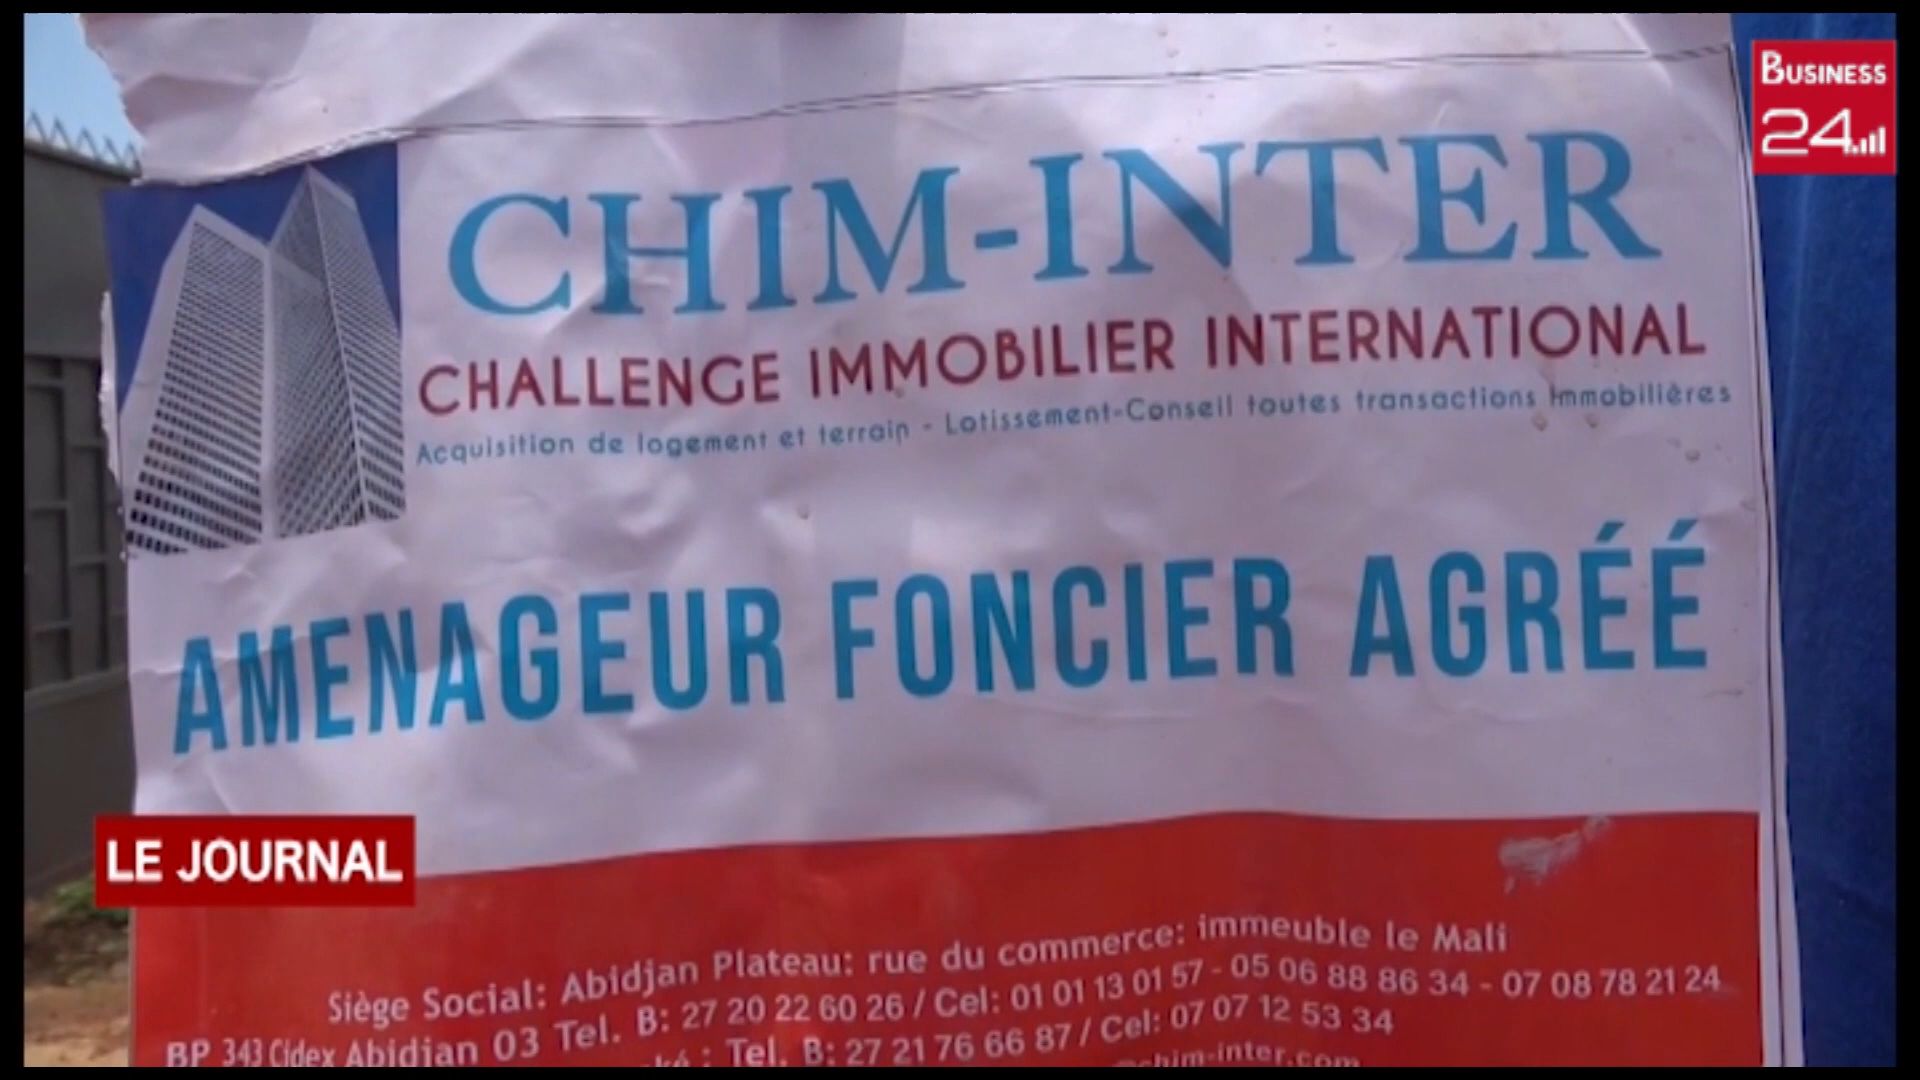 BUSINESS
24
CHIM-INTER
CHALLENGE IMMOBILIER INTERNATIONAL
Acquisition de logement et terrain - Lotissement-Conseil toutes transactions Immobilières
AMENAGEUR FONCIER AGRÉÉ
LE JOURNAL
Siège Social: Abidjan Plateau: rue du commerce: immeuble le Mali
BP 343 Cidex Abidjan 03 Tel. B: 27 20 22 60 26 / Cel: 01 01 13 01 57 - 05 06 88 86 34 - 07 08 78 21 24
: Tel. B: 27 21 76 66 87 / Cel: 07 07 12 53 34
@chim-inter.com